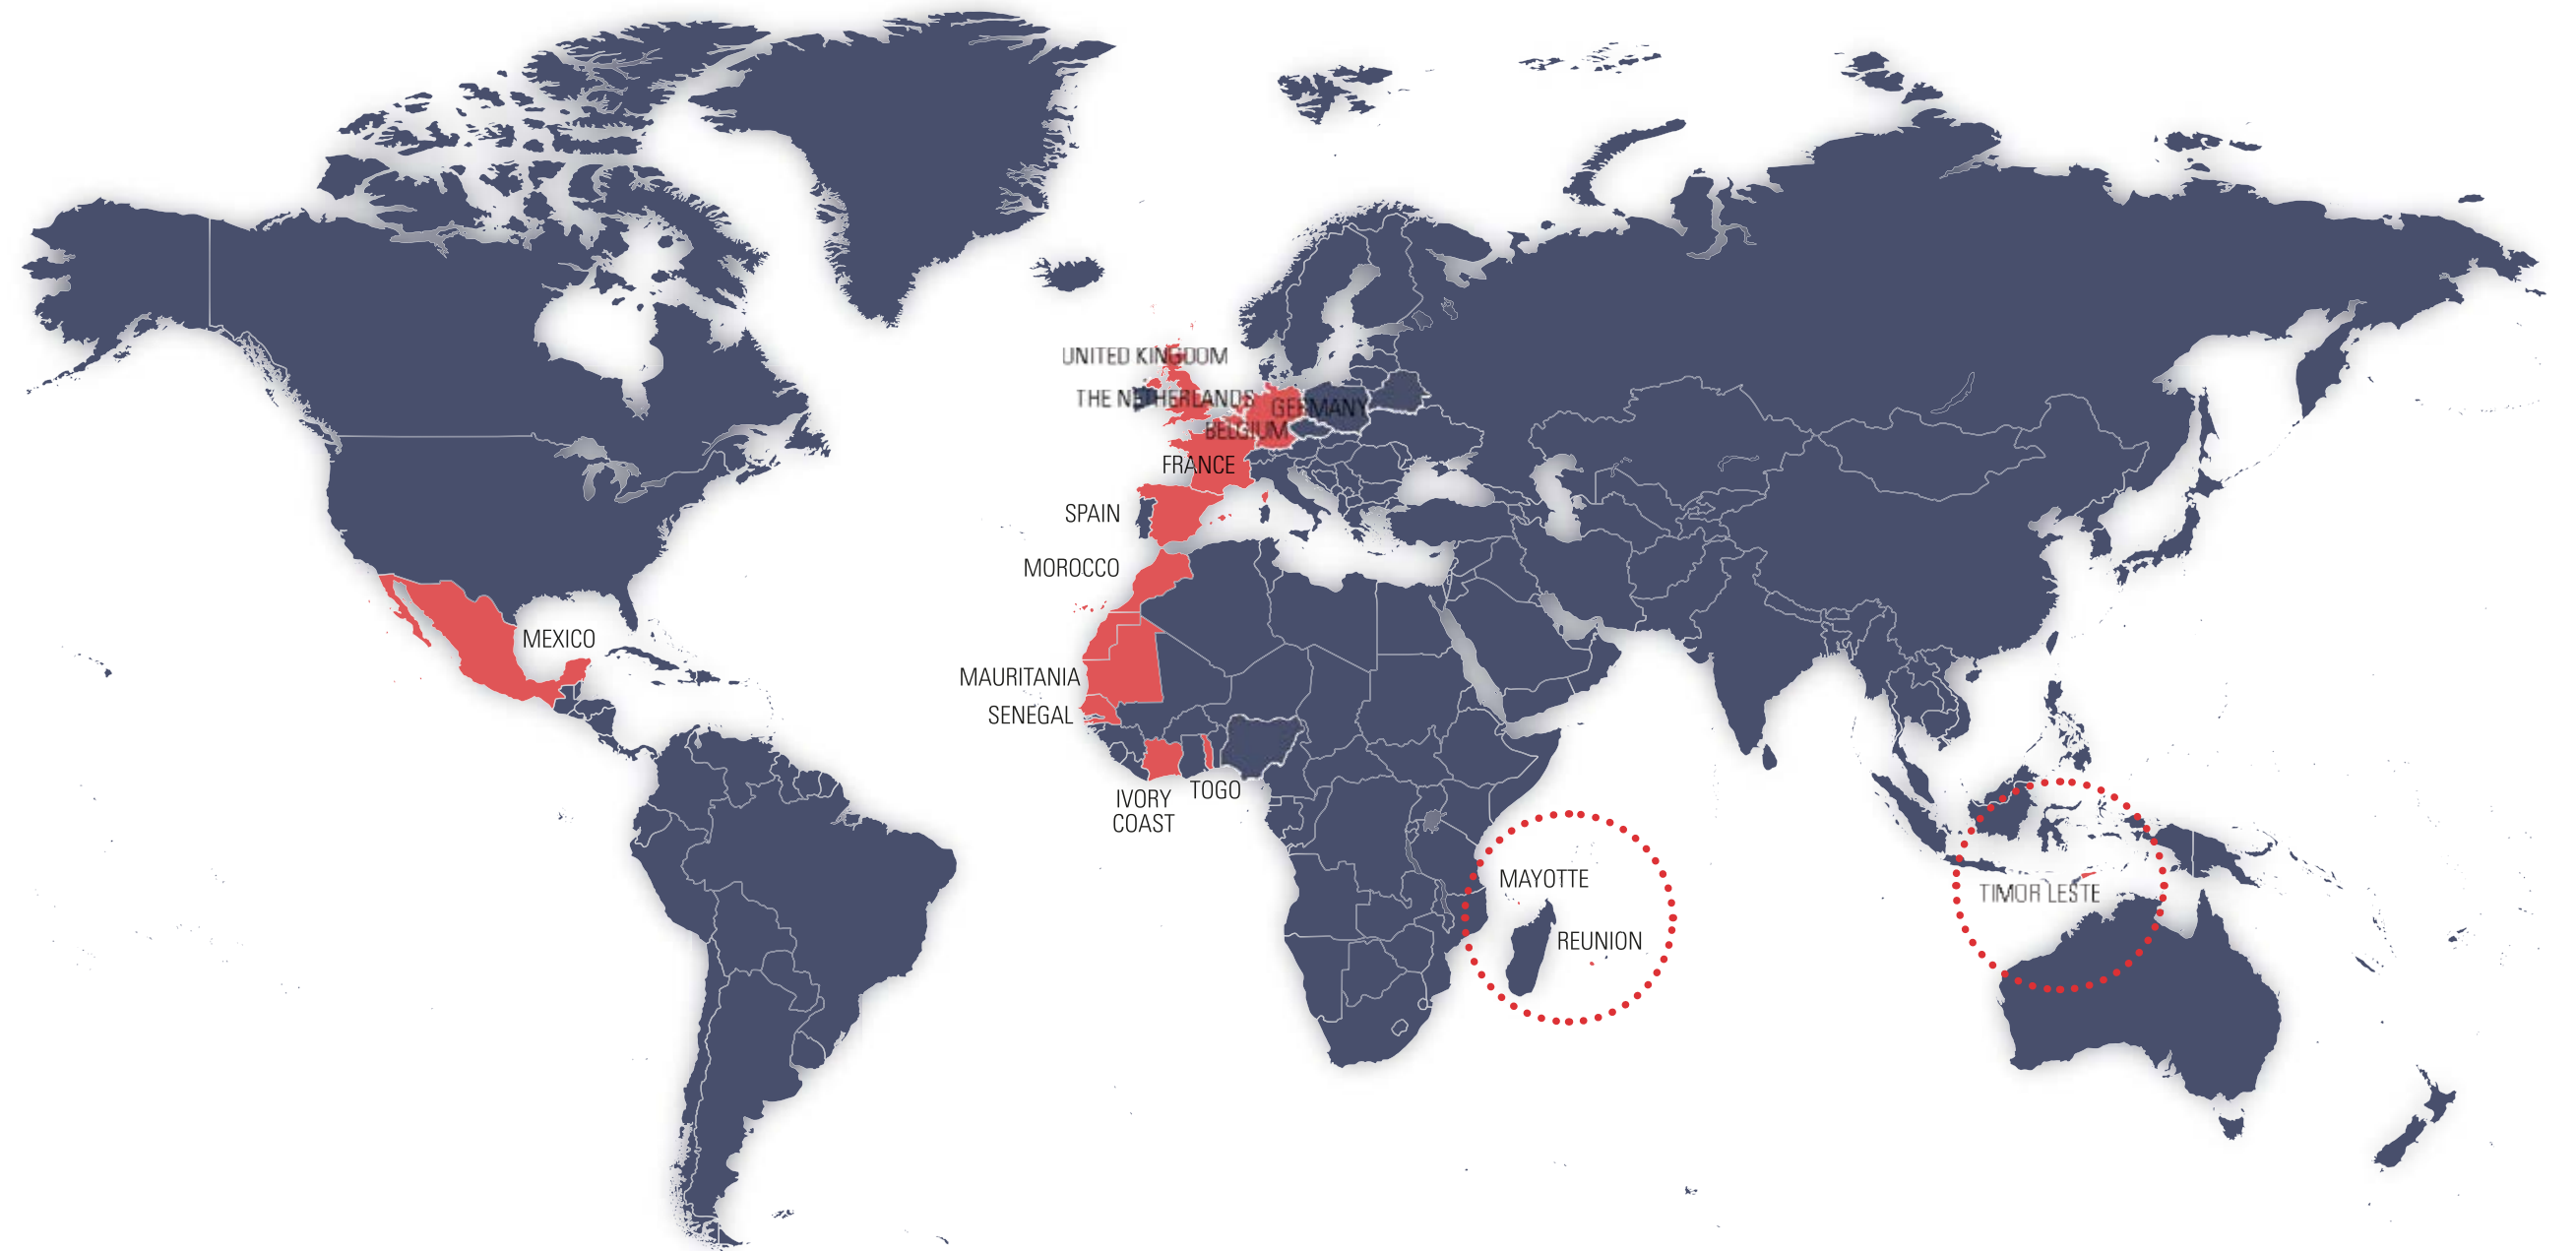 UNITED KINGDOM
THE NETHERLANDS
GERMANY
BELGIUM
FRANCE
SPAIN
MOROCCO
MEXICO
MAURITANIA
SENEGAL
IVORY
COAST
TOGO
MAYOTTE
REUNION
TIMOR LESTE